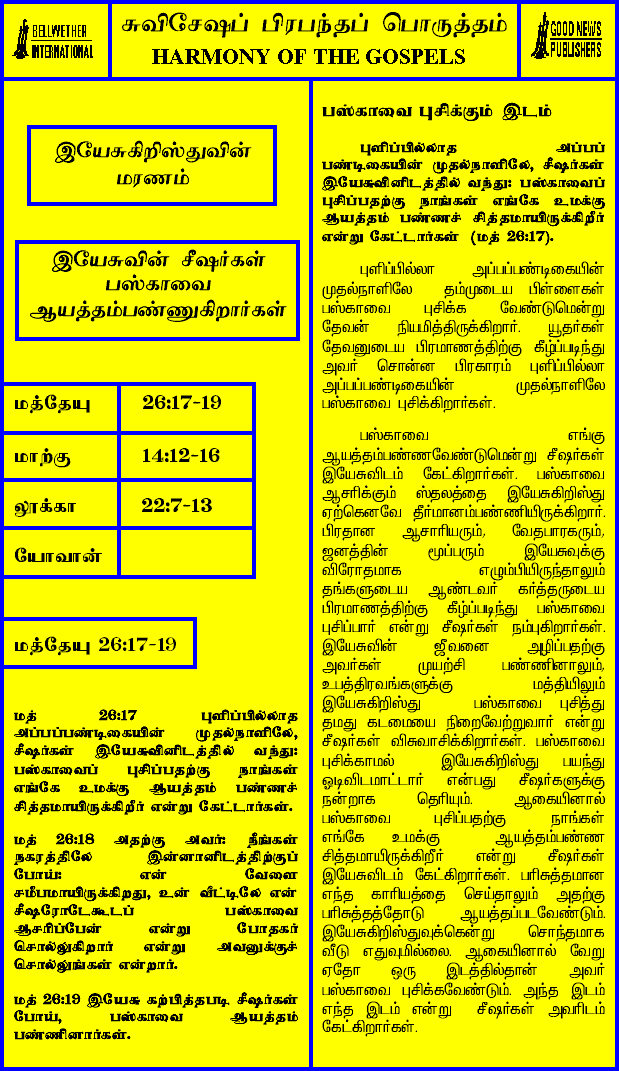 BELLWETHER
INTERNATIONAL
சுவிசேஷப் பிரபந்தப் பொருத்தம்
HARMONY OF THE GOSPELS
GOOD NEWS
PUBLISHERS
இயேசுகிறிஸ்துவின்
மரணம்
இயேசுவின் சீஷர்கள்
பஸ்காவை
ஆயத்தம்பண்ணுகிறார்கள்
மத்தேயு 26:17-19
மாற்கு 14:12-16
லூக்கா 22:7-13
யோவான்
மத்தேயு 26:17-19
மத் 26:17 புளிப்பில்லாத
அப்பப்பண்டிகையின் முதல்நாளிலே,
சீஷர்கள் இயேசுவினிடத்தில் வந்து:
பஸ்காவைப் புசிப்பதற்கு நாங்கள்
எங்கே உமக்கு ஆயத்தம் பண்ணச்
சித்தமாயிருக்கிறீர் என்று கேட்டார்கள்.
மத் 26:18 அதற்கு அவர்: நீங்கள்
நகரத்திலே இன்னானிடத்திற்குப்
போய்: என் வேளை
சமீபமாயிருக்கிறது, உன் வீட்டிலே என்
சீஷரோடேகூடப் பஸ்காவை
ஆசரிப்பேன் என்று போதகர்
சொல்லுகிறார் என்று அவனுக்குச்
சொல்லுங்கள் என்றார்.
மத் 26:19 இயேசு கற்பித்தபடி சீஷர்கள்
போய், பஸ்காவை ஆயத்தம்
பண்ணினார்கள்.
பஸ்காவை புசிக்கும் இடம்
புளிப்பில்லாத அப்பப்
பண்டிகையின் முதல்நாளிலே, சீஷர்கள்
இயேசுவினிடத்தில் வந்து: பஸ்காவைப்
புசிப்பதற்கு நாங்கள் எங்கே உமக்கு
ஆயத்தம் பண்ணச் சித்தமாயிருக்கிறீர்
என்று கேட்டார்கள் (மத் 26:17).
புளிப்பில்லா அப்பப்பண்டிகையின்
முதல்நாளிலே தம்முடைய பிள்ளைகள்
பஸ்காவை புசிக்க வேண்டுமென்று
தேவன் நியமித்திருக்கிறார். யூதர்கள்
தேவனுடைய பிரமாணத்திற்கு கீழ்ப்படிந்து
அவர் சொன்ன பிரகாரம் புளிப்பில்லா
அப்பப்பண்டிகையின் முதல்நாளிலே
பஸ்காவை புசிக்கிறார்கள்.
பஸ்காவை எங்கு
ஆயத்தம்பண்ணவேண்டுமென்று சீஷர்கள்
இயேசுவிடம் கேட்கிறார்கள். பஸ்காவை
ஆசரிக்கும் ஸ்தலத்தை இயேசுகிறிஸ்து
ஏற்கெனவே தீர்மானம்பண்ணியிருக்கிறார்.
பிரதான ஆசாரியரும், வேதபாரகரும்,
ஜனத்தின் மூப்பரும் இயேசுவுக்கு
விரோதமாக எழும்பியிருந்தாலும்
தங்களுடைய ஆண்டவர் கர்த்தருடைய
பிரமாணத்திற்கு கீழ்ப்படிந்து பஸ்காவை
புசிப்பார் என்று சீஷர்கள் நம்புகிறார்கள்.
இயேசுவின் ஜீவனை அழிப்பதற்கு
அவர்கள் முயற்சி பண்ணினாலும்,
உபத்திரவங்களுக்கு மத்தியிலும்
இயேசுகிறிஸ்து பஸ்காவை புசித்து
தமது கடமையை நிறைவேற்றுவார் என்று
சீஷர்கள் விசுவாசிக்கிறார்கள். பஸ்காவை
புசிக்காமல் இயேசுகிறிஸ்து பயந்து
ஓடிவிடமாட்டார் என்பது சீஷர்களுக்கு
நன்றாக தெரியும். ஆகையினால்
பஸ்காவை புசிப்பதற்கு நாங்கள்
எங்கே உமக்கு ஆயத்தம்பண்ண
சித்தமாயிருக்கிறீர் என்று சீஷர்கள்
இயேசுவிடம் கேட்கிறார்கள். பரிசுத்தமான
எந்த காரியத்தை செய்தாலும் அதற்கு
பரிசுத்தத்தோடு ஆயத்தப்படவேண்டும்.
இயேசுகிறிஸ்துவுக்கென்று சொந்தமாக
வீடு எதுவுமில்லை. ஆகையினால் வேறு
ஏதோ ஒரு இடத்தில்தான் அவர்
பஸ்காவை புசிக்கவேண்டும். அந்த இடம்
எந்த இடம் என்று சீஷர்கள் அவரிடம்
கேட்கிறார்கள்.